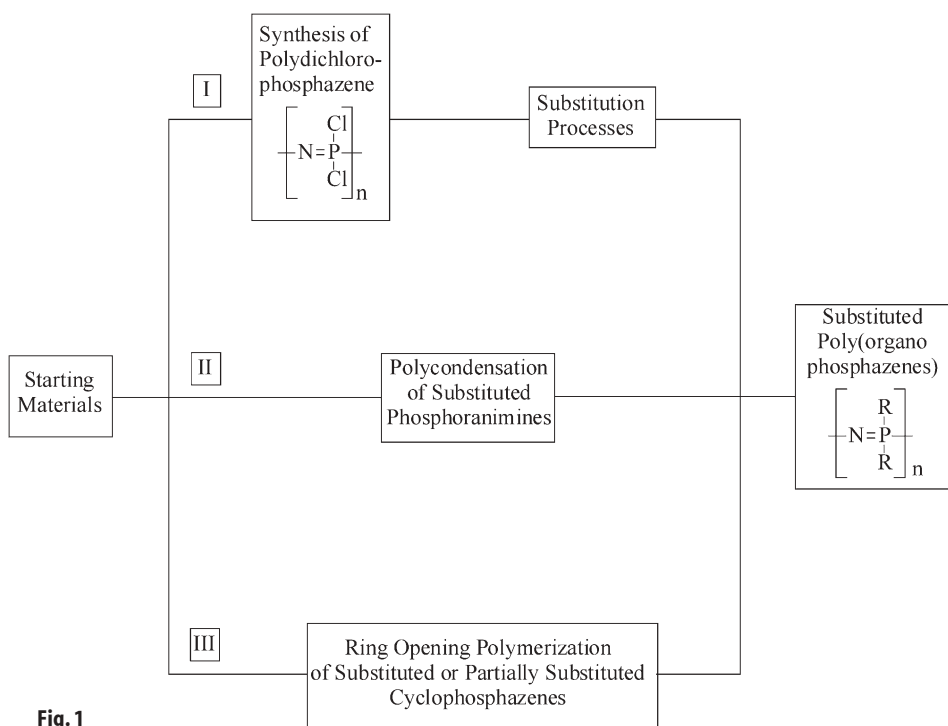 Synthesis of
Polydichloro-
phosphazene
I
Cl
N=P
Cl
n
Substitution
Processes
Starting
Materials
II
Polycondensation
of Substituted
Phosphoranimines
Substituted
Poly(organo
phosphazenes)
R
N=P
R
n
III
Ring Opening Polymerization
of Substituted or Partially Substituted
Cyclophosphazenes
Fig. 1